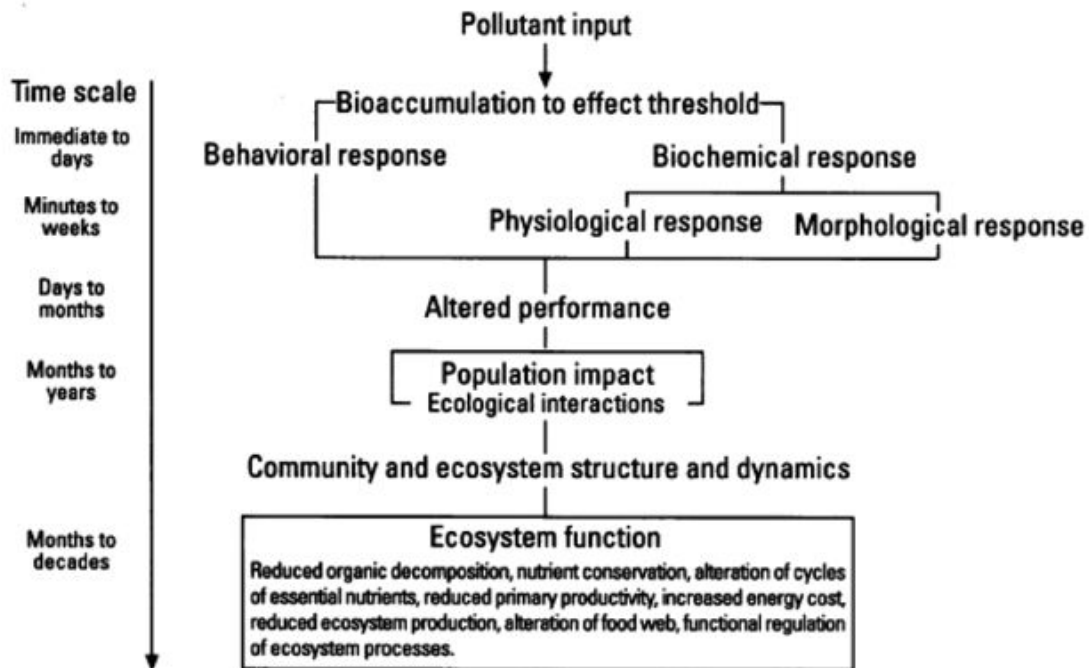 Pollutant input
Time scale
Bioaccumulation to effect threshold
Immediate to
days
Behavioral response
Biochemical response
Minutes to
weeks
Physiological response
Morphological response
Days to
months
Altered performance
Months to
years
Population impact
Ecological interactions
Community and ecosystem structure and dynamics
Months to
decades
Ecosystem function
Reduced organic decomposition, nutrient conservation, alteration of cycles
of essential nutrients, reduced primary productivity, increased energy cost,
reduced ecosystem production, alteration of food web, functional regulation
of ecosystem processes.